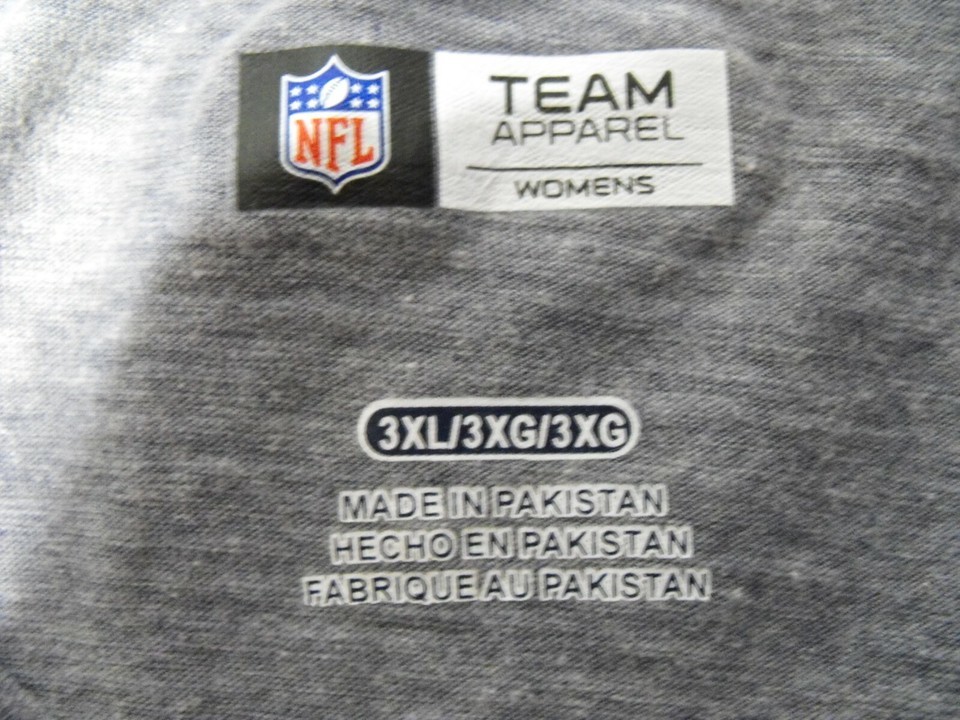 NFL
TEAM
APPAREL
WOMENS
3XL/3XG/3XG
MADE IN PAKISTAN
HECHO EN PAKISTAN
FABRIQUE AU PAKISTAN